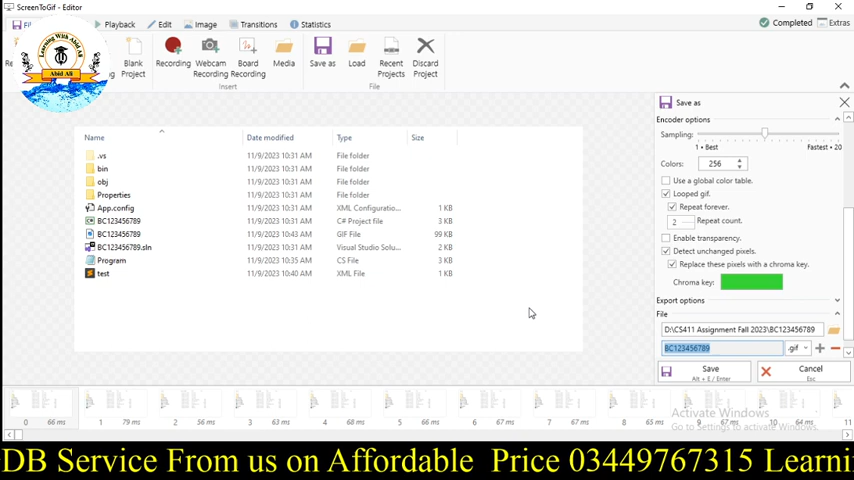 ScreenToGif - Editor
Playback Edit Image Transitions Statistics Completed Extras
Learning With Abid Ali
Abid Ali
Blank Project
Recording
Webcam Recording
Board Recording
Media
Save as
Load
Recent Projects
Discard Project
Insert
File
Save as
Encoder options
Sampling:
1 • Best Fastest • 20
Colors: 256
Use a global color table.
Looped gif.
Repeat forever.
2 Repeat count.
Enable transparency.
Detect unchanged pixels.
Replace these pixels with a chroma key.
Chroma key:
Export options
File
D:\CS411 Assignment Fall 2023\BC123456789
BC123456789 .gif
Save
Alt + E / Enter
Cancel
Esc
Name Date modified Type Size
.vs 11/9/2023 10:31 AM File folder
bin 11/9/2023 10:31 AM File folder
obj 11/9/2023 10:31 AM File folder
Properties 11/9/2023 10:31 AM File folder
App.config 11/9/2023 10:31 AM XML Configuratio... 1 KB
BC123456789 11/9/2023 10:31 AM C# Project file 3 KB
BC123456789 11/9/2023 10:43 AM GIF File 99 KB
BC123456789.sln 11/9/2023 10:31 AM Visual Studio Solu... 2 KB
Program 11/9/2023 10:35 AM CS File 3 KB
test 11/9/2023 10:40 AM XML File 1 KB
0 66 ms
1 79 ms
2 56 ms
3 63 ms
4 68 ms
5 66 ms
6 67 ms
7 67 ms
8 65 ms
9 66 ms
10 64 ms
11
Activate Windows
Go to Settings to activate Windows.
DB Service From us on Affordable Price 03449767315 Learni